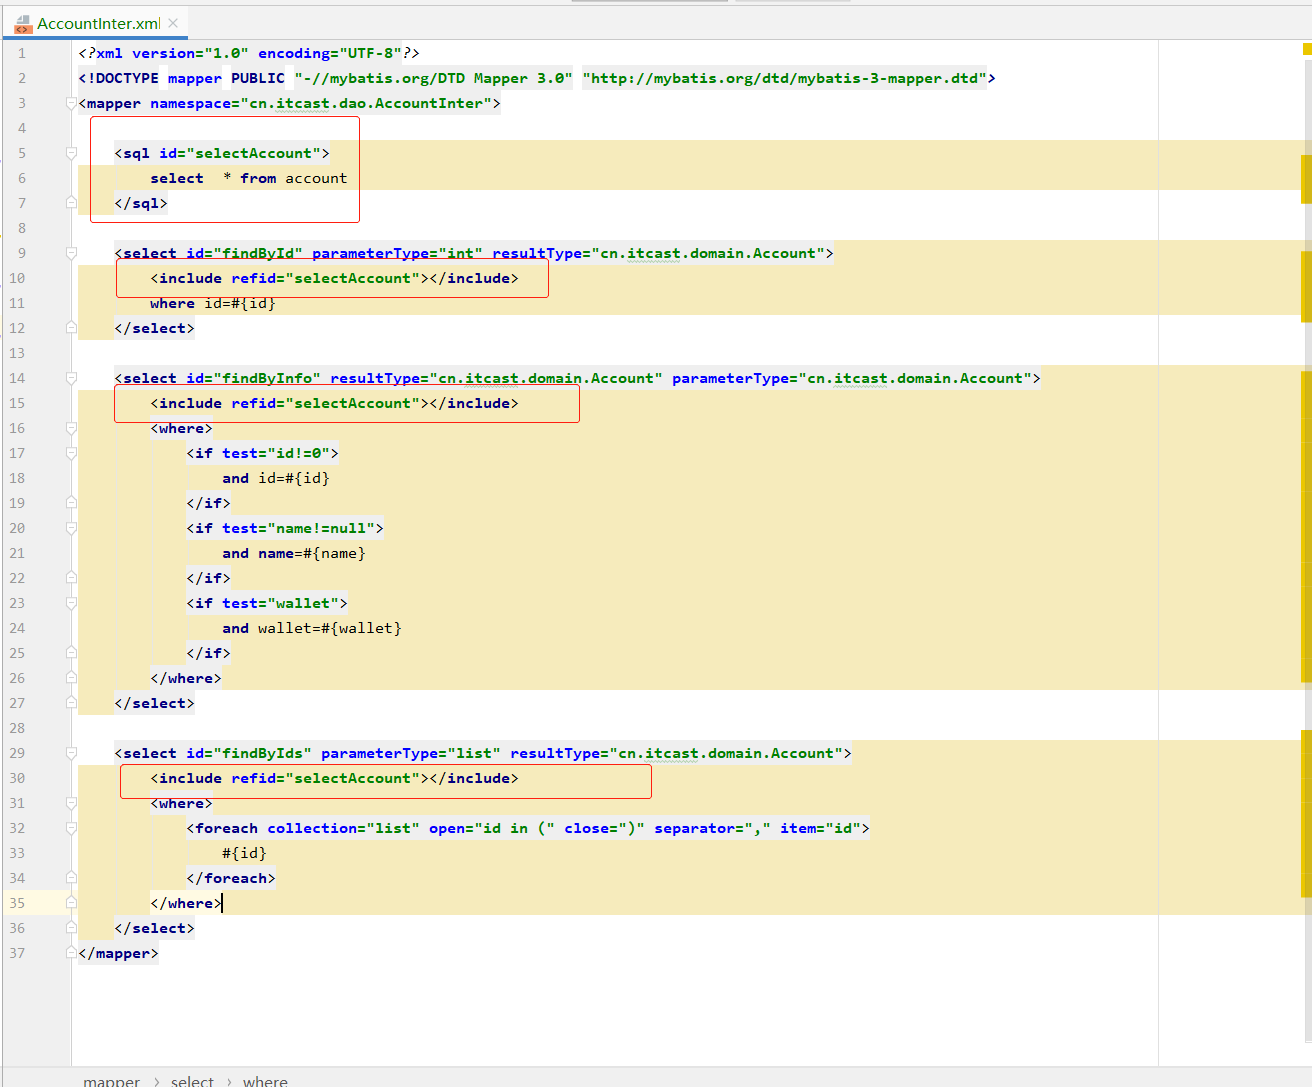 AccountInter.xml
1 <?xml version="1.0" encoding="UTF-8"?>
2 <!DOCTYPE mapper PUBLIC "-//mybatis.org/DTD Mapper 3.0" "http://mybatis.org/dtd/mybatis-3-mapper.dtd">
3 <mapper namespace="cn.itcast.dao.AccountInter">
4
5     <sql id="selectAccount">
6         select  * from account
7     </sql>
8
9     <select id="findById" parameterType="int" resultType="cn.itcast.domain.Account">
10         <include refid="selectAccount"></include>
11         where id=#{id}
12     </select>
13
14     <select id="findByInfo" resultType="cn.itcast.domain.Account" parameterType="cn.itcast.domain.Account">
15         <include refid="selectAccount"></include>
16         <where>
17             <if test="id!=0">
18                 and id=#{id}
19             </if>
20             <if test="name!=null">
21                 and name=#{name}
22             </if>
23             <if test="wallet">
24                 and wallet=#{wallet}
25             </if>
26         </where>
27     </select>
28
29     <select id="findByIds" parameterType="list" resultType="cn.itcast.domain.Account">
30         <include refid="selectAccount"></include>
31         <where>
32             <foreach collection="list" open="id in (" close=")" separator="," item="id">
33                 #{id}
34             </foreach>
35         </where>
36     </select>
37 </mapper>
mapper › select › where